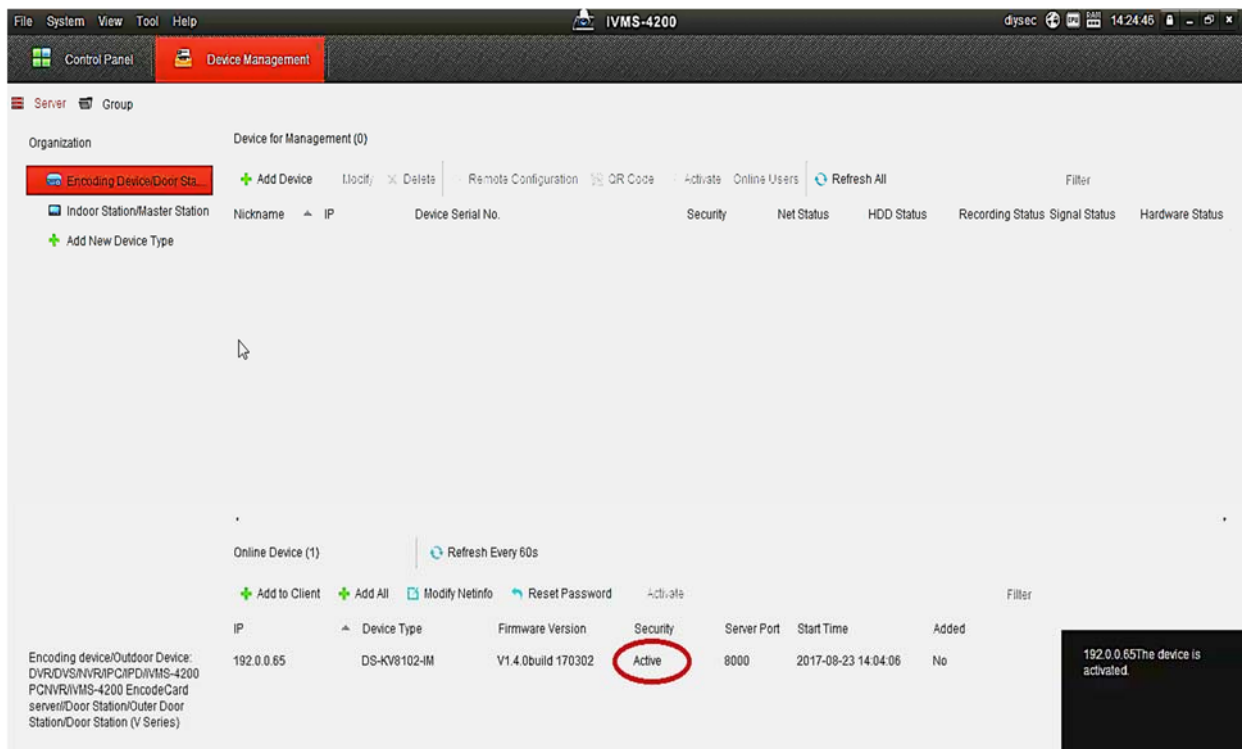 File System View Tool Help IVMS-4200 diysec CPU RAM 14:24:46
Control Panel Device Management
Server Group
Organization
Device for Management (0)
Encoding Device/Door Sta...
Add Device Modify Delete Remote Configuration QR Code Activate Online Users Refresh All Filter
Indoor Station/Master Station
Nickname IP Device Serial No. Security Net Status HDD Status Recording Status Signal Status Hardware Status
Add New Device Type
Online Device (1) Refresh Every 60s
Add to Client Add All Modify Netinfo Reset Password Activate Filter
IP Device Type Firmware Version Security Server Port Start Time Added
192.0.0.65 DS-KV8102-IM V1.4.0build 170302 Active 8000 2017-08-23 14:04:06 No
Encoding device/Outdoor Device:
DVR/DVS/NVR/IPC/IPD/iVMS-4200
PCNVR/iVMS-4200 EncodeCard
server//Door Station/Outer Door
Station/Door Station (V Series)
192.0.0.65The device is
activated.